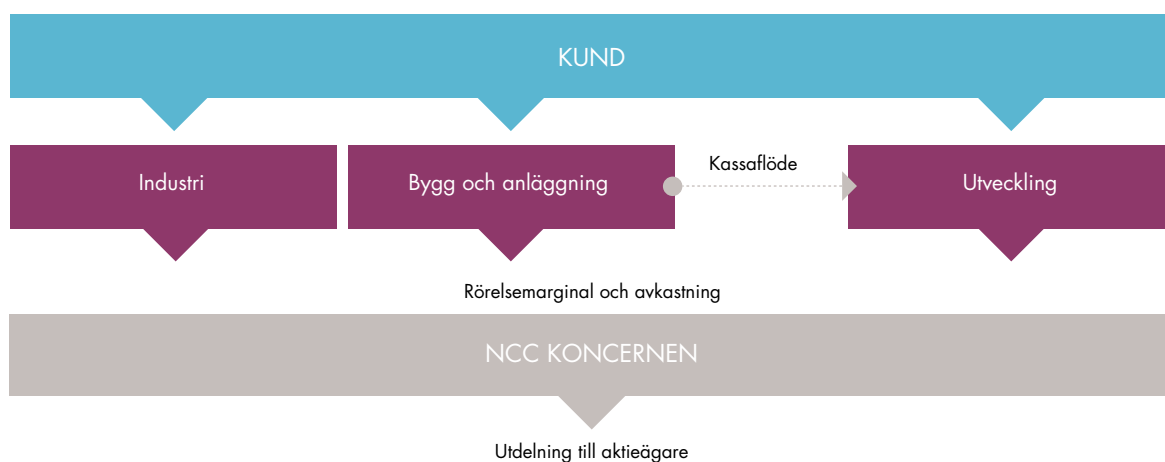 KUND
Industri
Bygg och anläggning
Kassaflöde
Utveckling
Rörelsemarginal och avkastning
NCC KONCERNEN
Utdelning till aktieägare